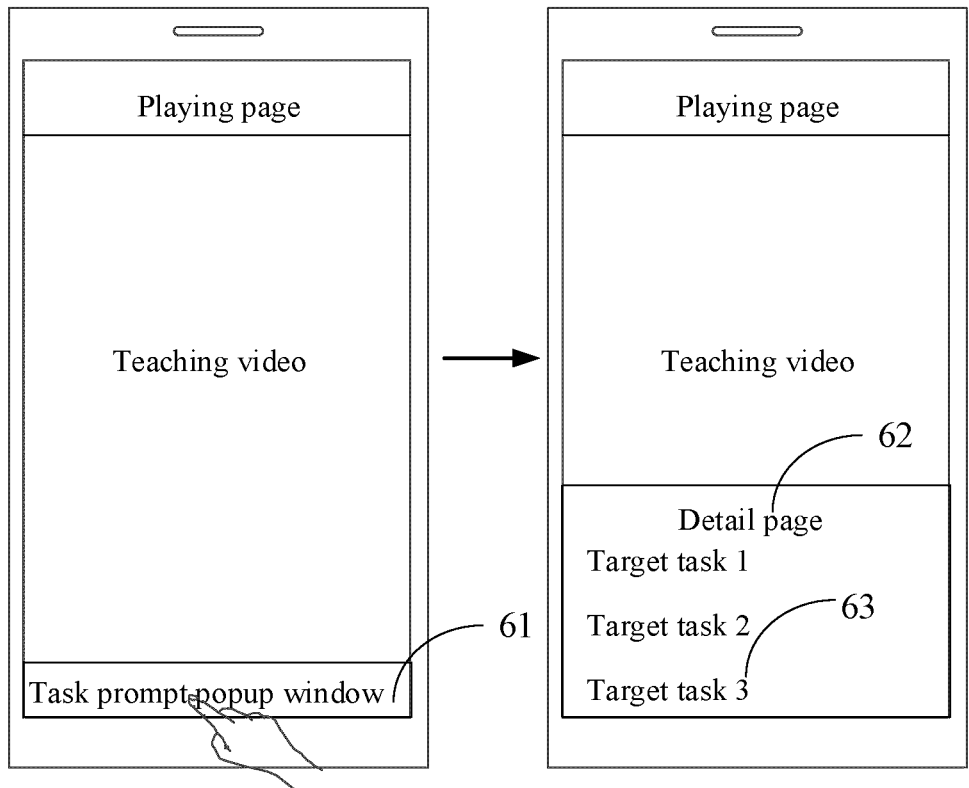 Playing page
Teaching video
61
Task prompt popup window
Playing page
Teaching video
62
Detail page
Target task 1
63
Target task 2
Target task 3